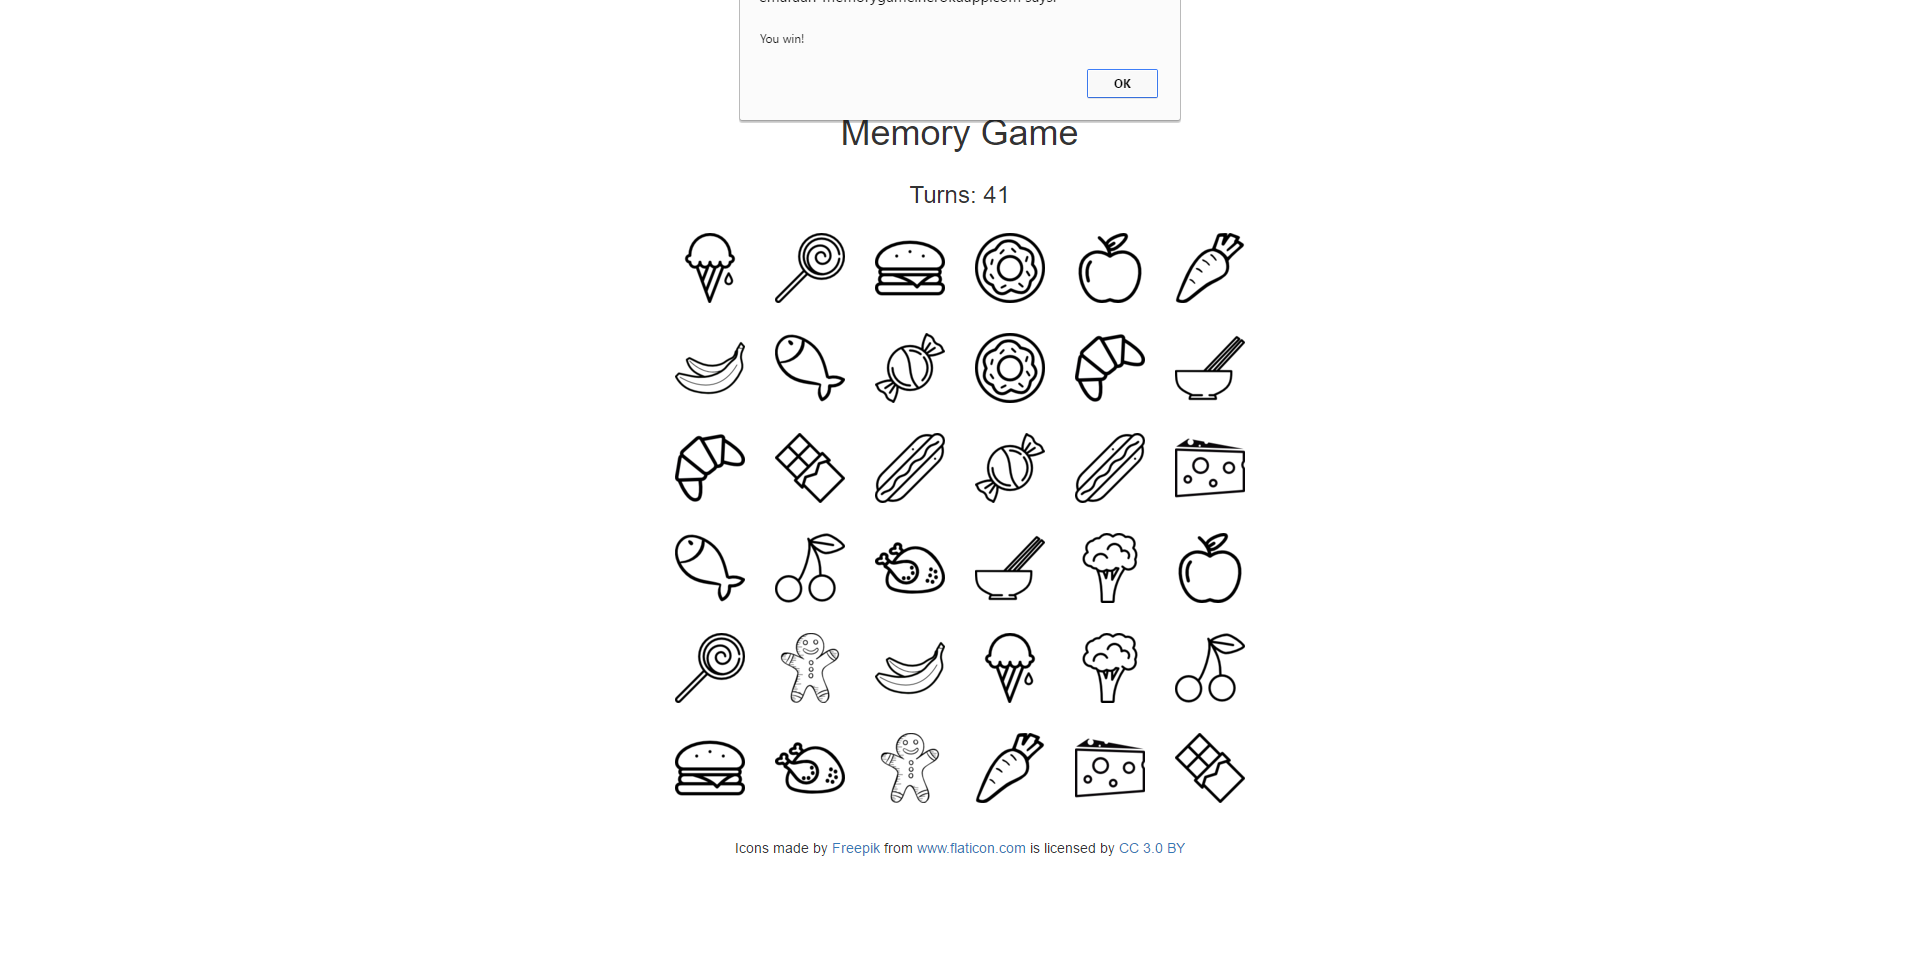 says:
You win!
OK
Memory Game
Turns: 41
Icons made by Freepik from www.flaticon.com is licensed by CC 3.0 BY